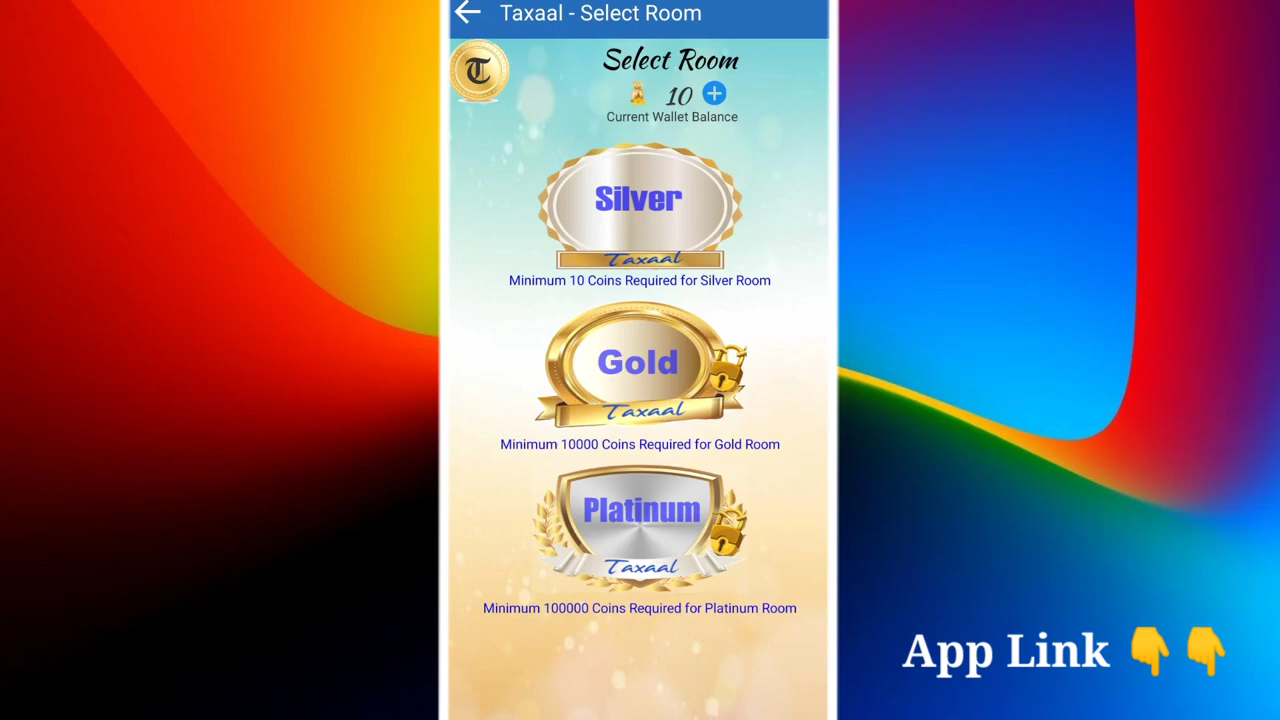 Taxaal - Select Room
T
Select Room
10
Current Wallet Balance
Silver
Taxaal
Minimum 10 Coins Required for Silver Room
Gold
Taxaal
Minimum 10000 Coins Required for Gold Room
Platinum
Taxaal
Minimum 100000 Coins Required for Platinum Room
App Link 👇👇